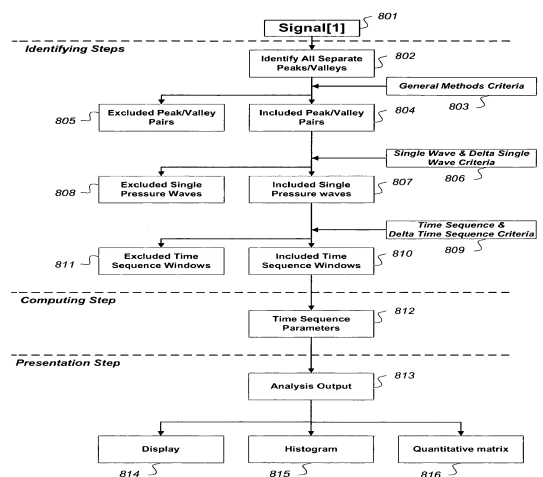 Signal[1]
801
Identifying Steps
Identify All Separate
Peaks/Valleys
802
General Methods Criteria
803
Excluded Peak/Valley
Pairs
805
Included Peak/Valley
Pairs
804
Single Wave & Delta Single
Wave Criteria
806
Excluded Single
Pressure Waves
808
Included Single
Pressure waves
807
Time Sequence &
Delta Time Sequence Criteria
809
Excluded Time
Sequence Windows
811
Included Time
Sequence Windows
810
Computing Step
Time Sequence
Parameters
812
Presentation Step
Analysis Output
813
Display
814
Histogram
815
Quantitative matrix
816